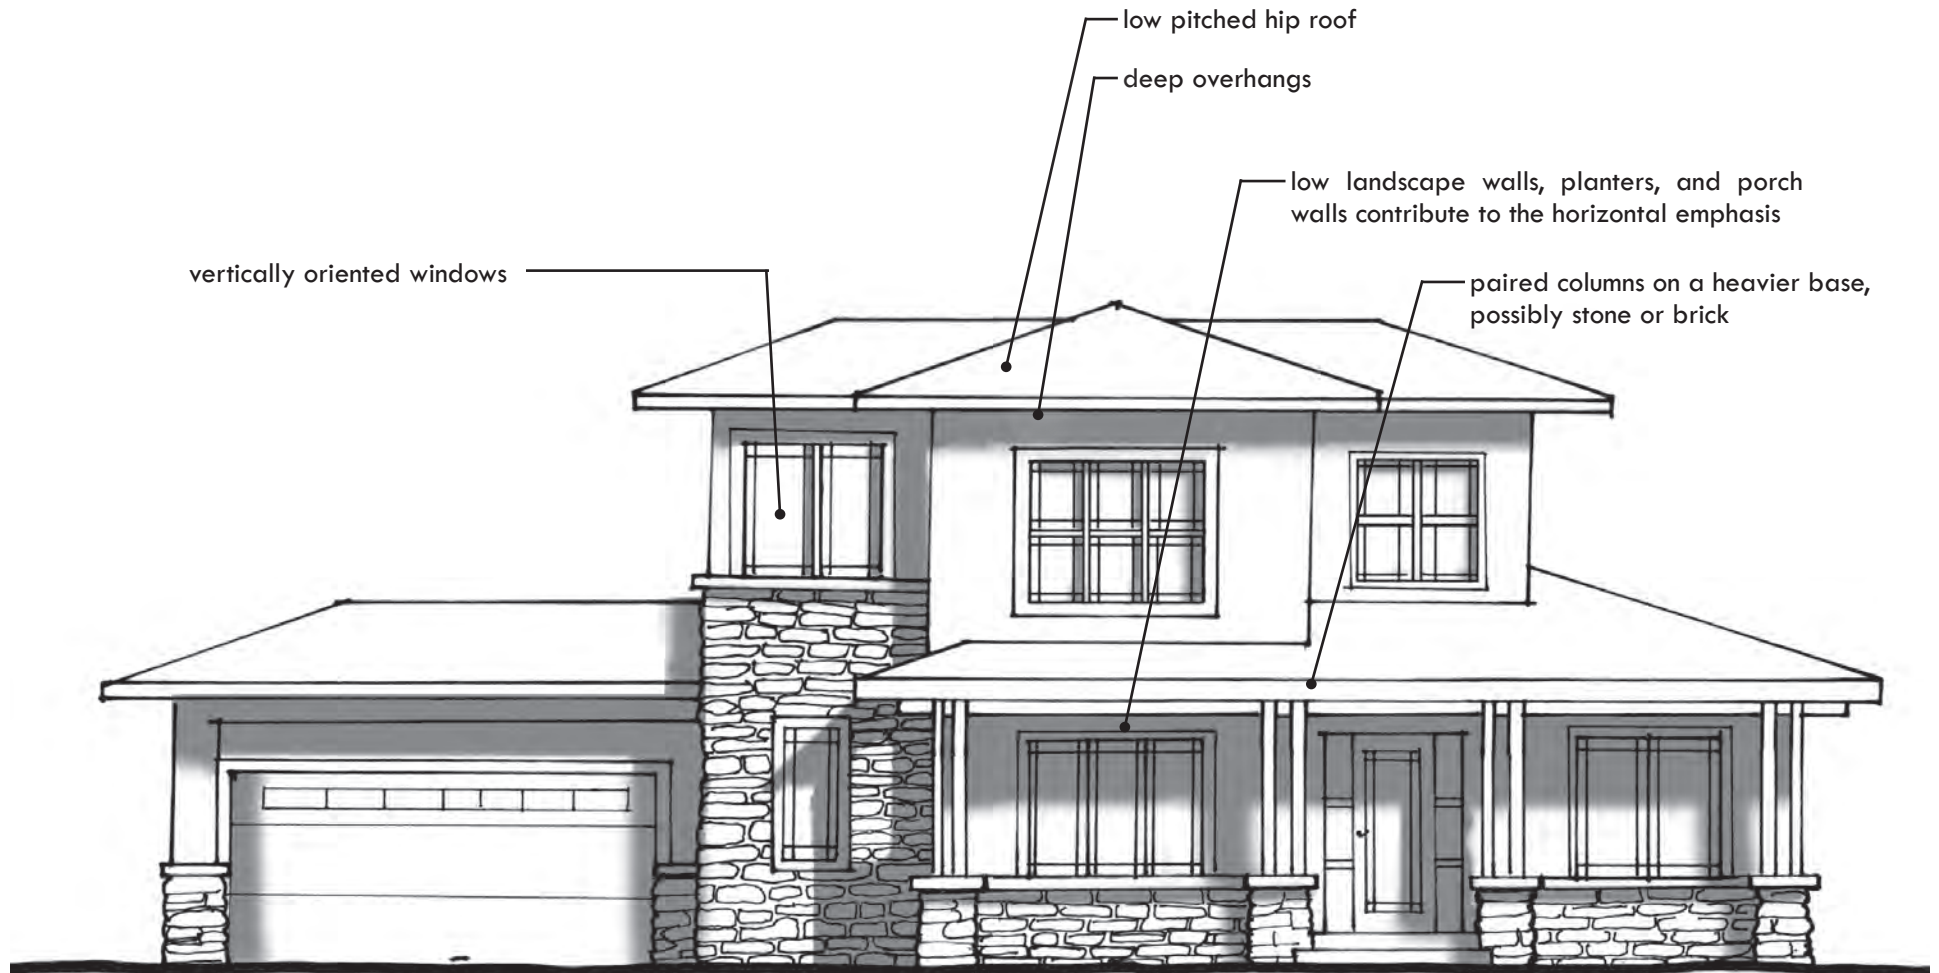 low pitched hip roof
deep overhangs
low landscape walls, planters, and porch
walls contribute to the horizontal emphasis
vertically oriented windows
paired columns on a heavier base,
possibly stone or brick